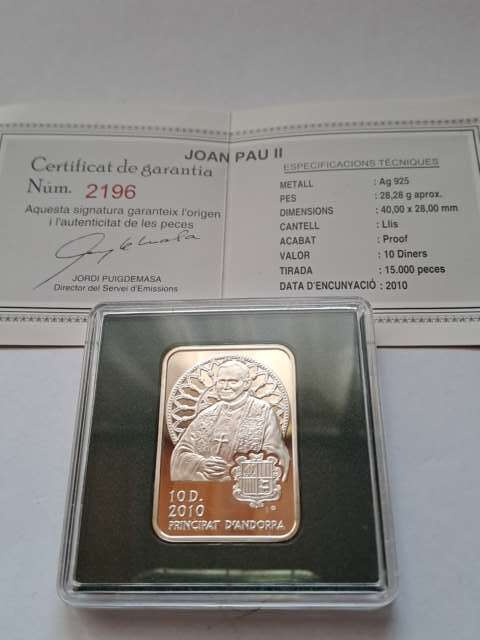 JOAN PAU II
Certificat de garantia
Núm. 2196
Aquesta signatura garanteix l'origen
i l'autenticitat de les peces
JORDI PUIGDEMASA
Director del Servei d'Emissions
ESPECIFICACIONS TÈCNIQUES
METALL : Ag 925
PES : 28,28 g aprox.
DIMENSIONS : 40,00 x 28,00 mm
CANTELL : Llis
ACABAT : Proof
VALOR : 10 Diners
TIRADA : 15.000 peces
DATA D'ENCUNYACIÓ : 2010
10 D.
2010
PRINCIPAT D'ANDORRA